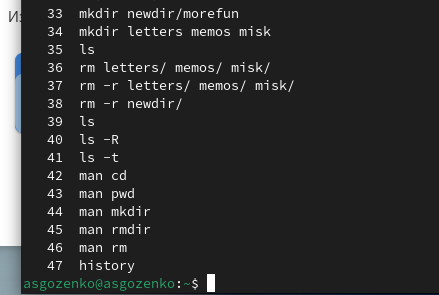 Из
33 mkdir newdir/morefun
34 mkdir letters memos misk
35 ls
36 rm letters/ memos/ misk/
37 rm -r letters/ memos/ misk/
38 rm -r newdir/
39 ls
40 ls -R
41 ls -t
42 man cd
43 man pwd
44 man mkdir
45 man rmdir
46 man rm
47 history
asgozenko@asgozenko:~$